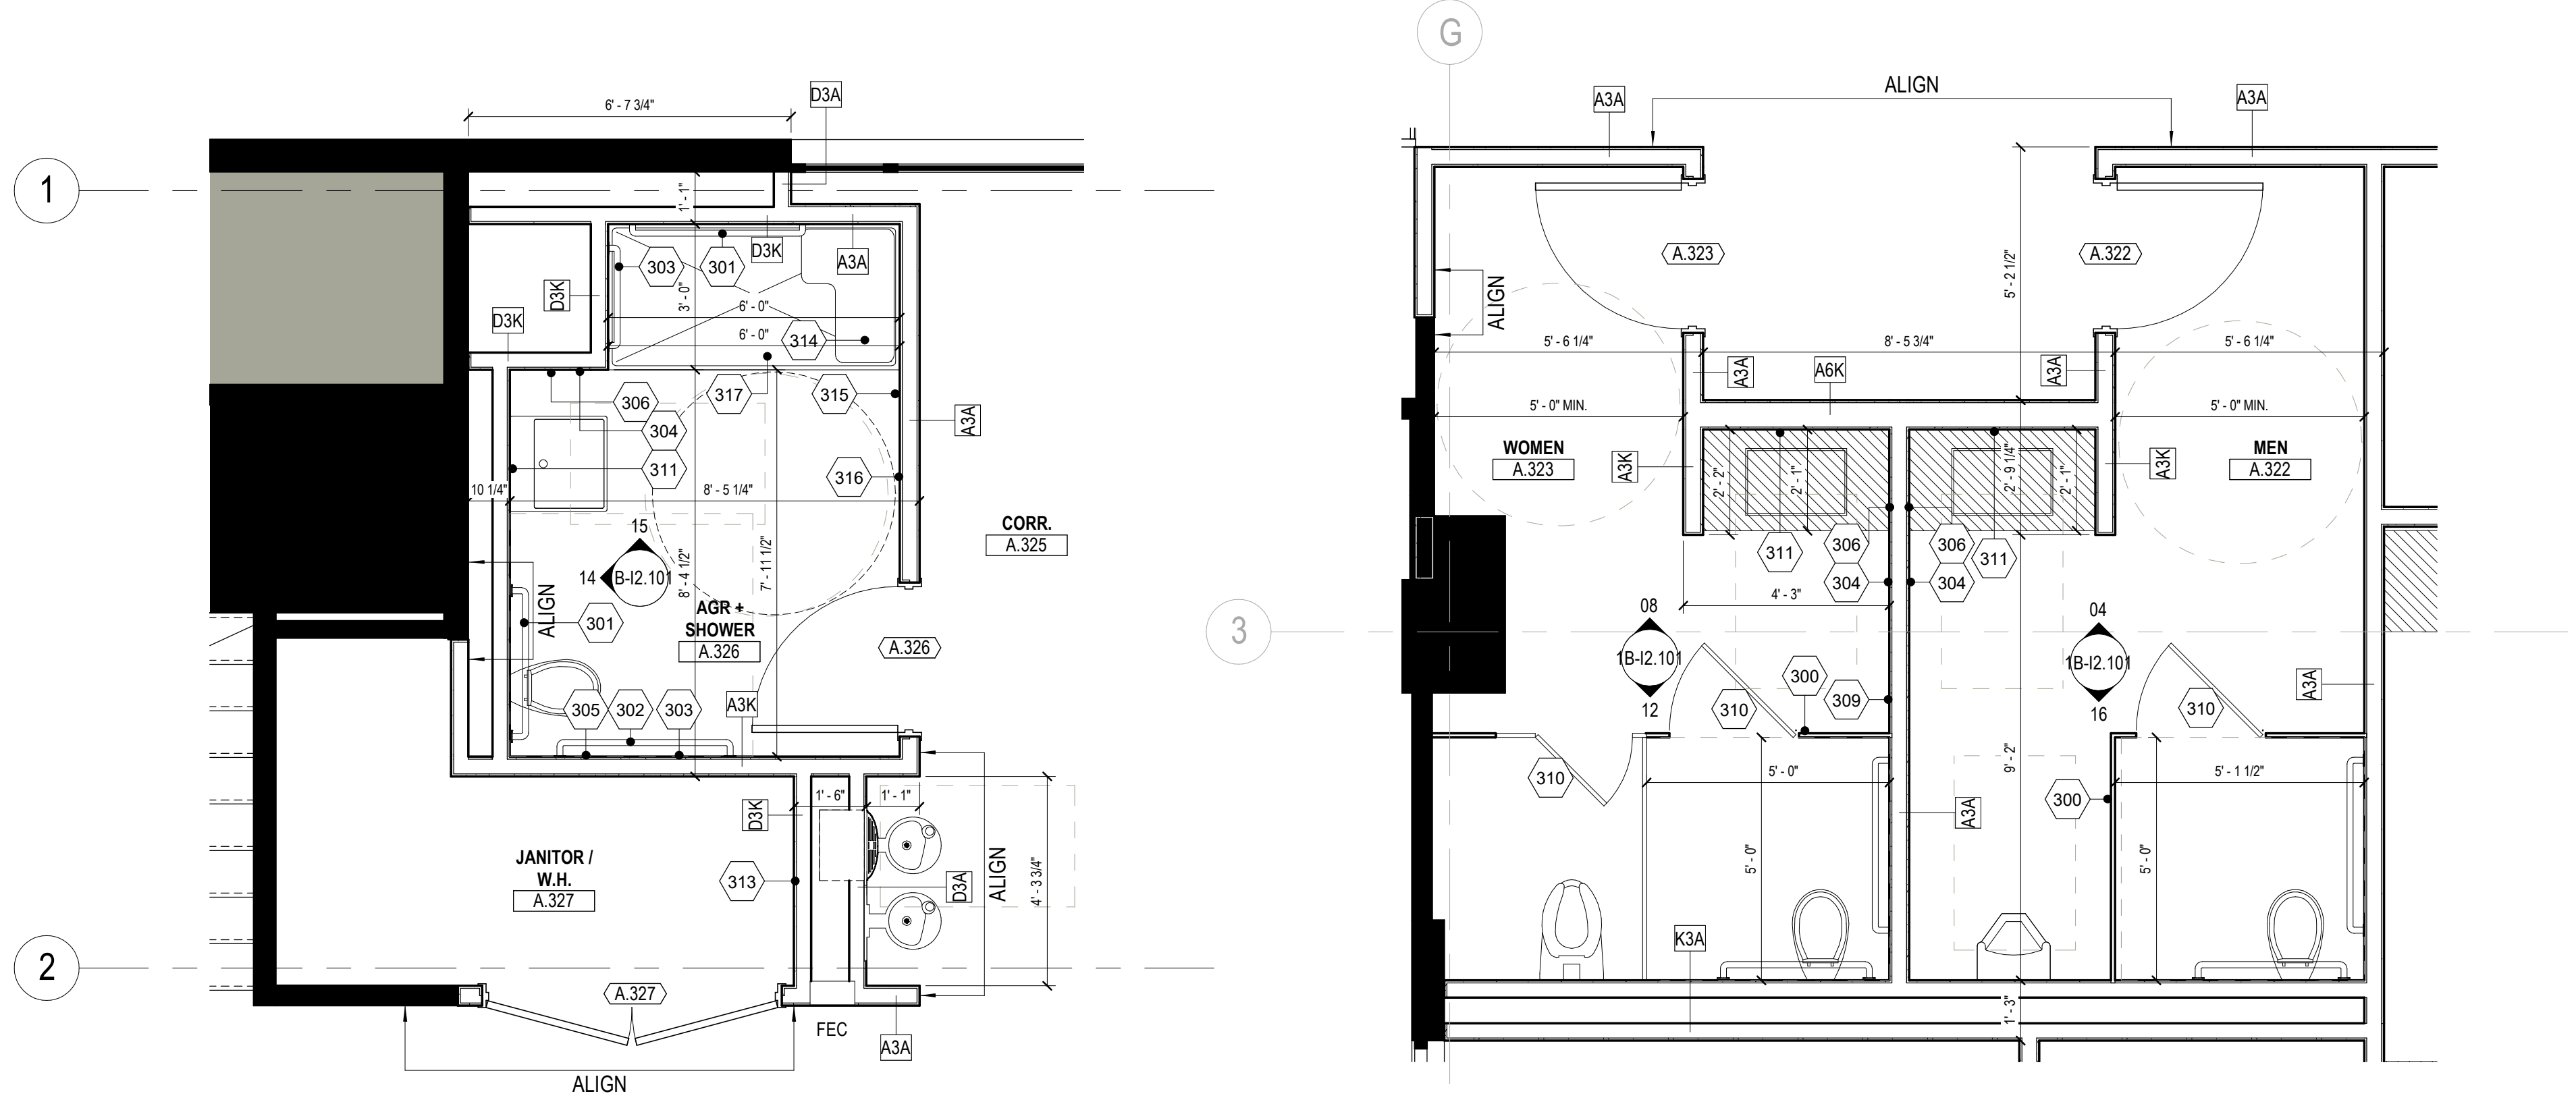 G
ALIGN
D3A
A3A
A3A
6' - 7 3/4"
1
1' - 1"
D3K
A3A
303
301
D3K
3' - 0"
6' - 0"
6' - 0"
D3K
314
306
317
315
304
A3A
311
316
10 1/4"
8' - 5 1/4"
15
14
B-I2.101
CORR.
A.325
8' - 4 1/2"
7' - 11 1/2"
ALIGN
AGR +
SHOWER
A.326
301
A.326
305
302
303
A3K
1' - 6"
1' - 1"
D3K
JANITOR /
W.H.
A.327
313
D3A
ALIGN
4' - 3 3/4"
2
A.327
FEC
A3A
ALIGN
A.323
A.322
5' - 2 1/2"
ALIGN
5' - 6 1/4"
8' - 5 3/4"
5' - 6 1/4"
A3A
A6K
A3A
5' - 0" MIN.
5' - 0" MIN.
WOMEN
A.323
A3K
2' - 2"
2' - 1"
2' - 9 1/4"
2' - 1"
A3K
MEN
A.322
311
306
306
311
304
304
4' - 3"
3
08
1B-I2.101
12
04
1B-I2.101
16
300
309
310
310
A3A
310
5' - 0"
9' - 2"
5' - 1 1/2"
300
A3A
5' - 0"
5' - 0"
K3A
1' - 3"